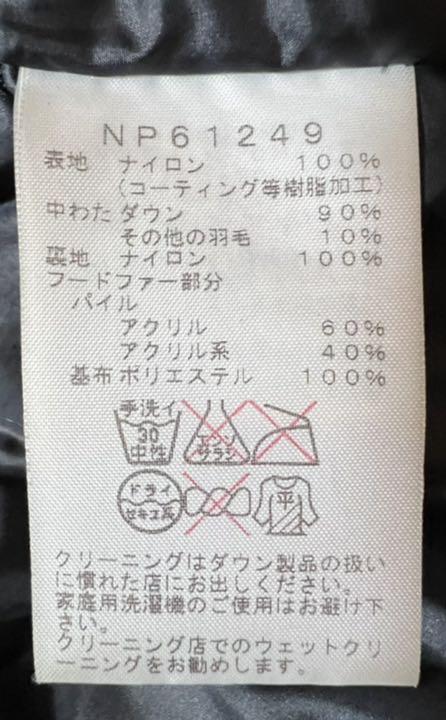 NP61249
表地 ナイロン 100%
(コーティング等樹脂加工)
中わた ダウン 90%
その他の羽毛 10%
裏地 ナイロン 100%
フードファー部分
パイル
アクリル 60%
アクリル系 40%
基布 ポリエステル 100%
手洗イ
30
中性
エンソ
サラシ
ドライ
セキユ系
平
クリーニングはダウン製品の扱い
に慣れた店にお出しください。
家庭用洗濯機のご使用はお避け下
さい。
クリーニング店でのウェットクリ
ーニングをお勧めします。